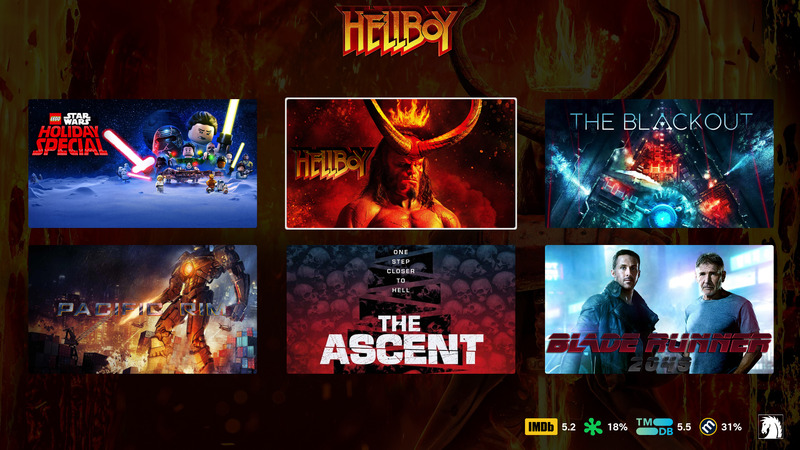 HELLBOY
LEGO STAR WARS
HOLIDAY
SPECIAL
HELLBOY
THE BLACKOUT
PACIFIC RIM
ONE
STEP
CLOSER
TO
HELL
THE
ASCENT
BLADE RUNNER
2049
IMDb 5.2 18% TMDB 5.5 31%